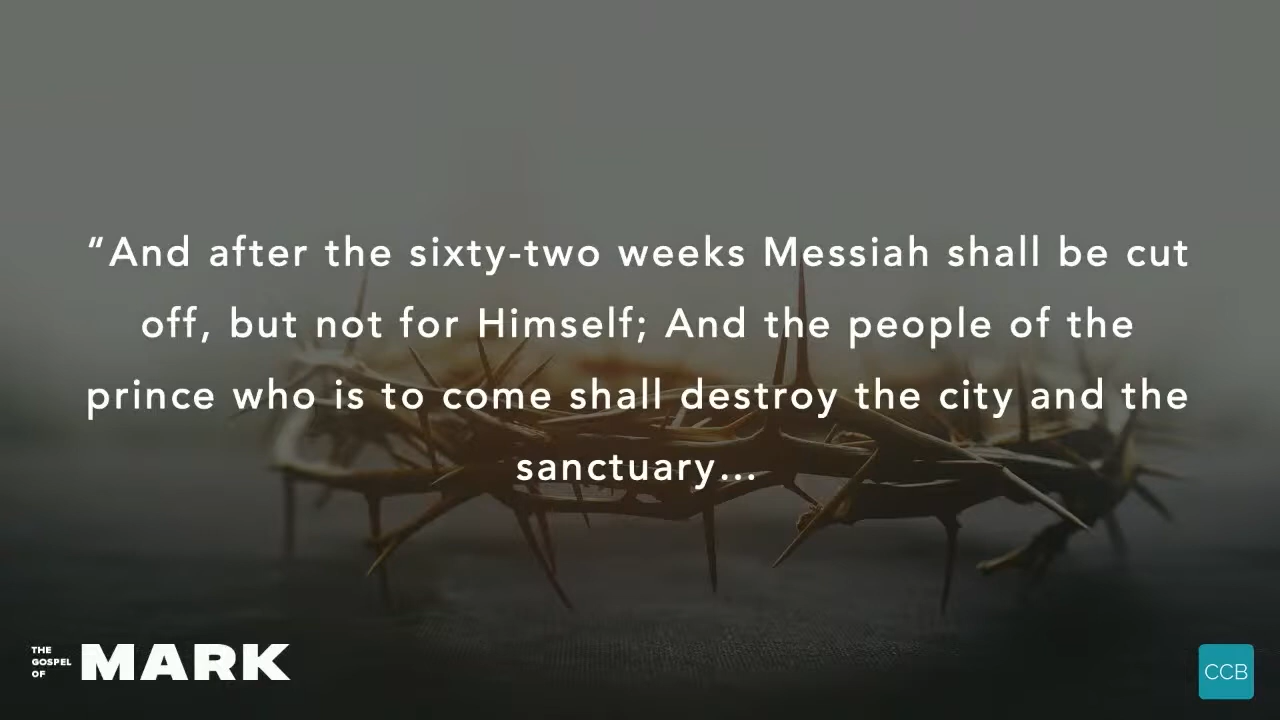 “And after the sixty-two weeks Messiah shall be cut
off, but not for Himself; And the people of the
prince who is to come shall destroy the city and the
sanctuary...
THE
GOSPEL
OF
MARK
CCB